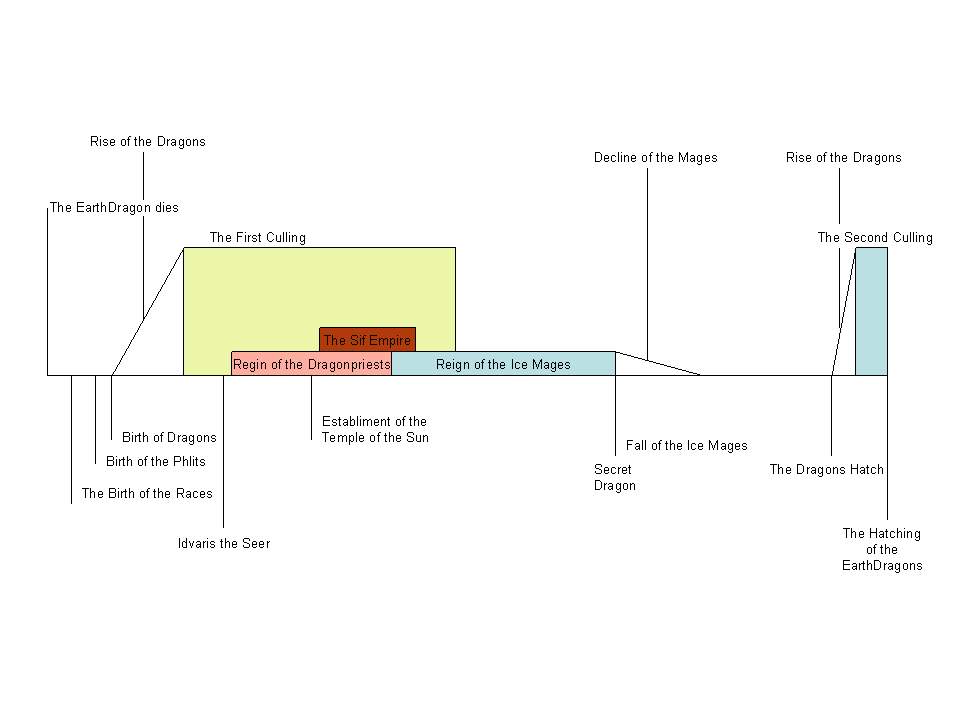 Rise of the Dragons
Decline of the Mages
Rise of the Dragons
The EarthDragon dies
The First Culling
The Second Culling
The Sif Empire
Regin of the Dragonpriests
Reign of the Ice Mages
Establiment of the
Temple of the Sun
Birth of Dragons
Fall of the Ice Mages
Birth of the Phlits
Secret
Dragon
The Dragons Hatch
The Birth of the Races
Idvaris the Seer
The Hatching
of the
EarthDragons